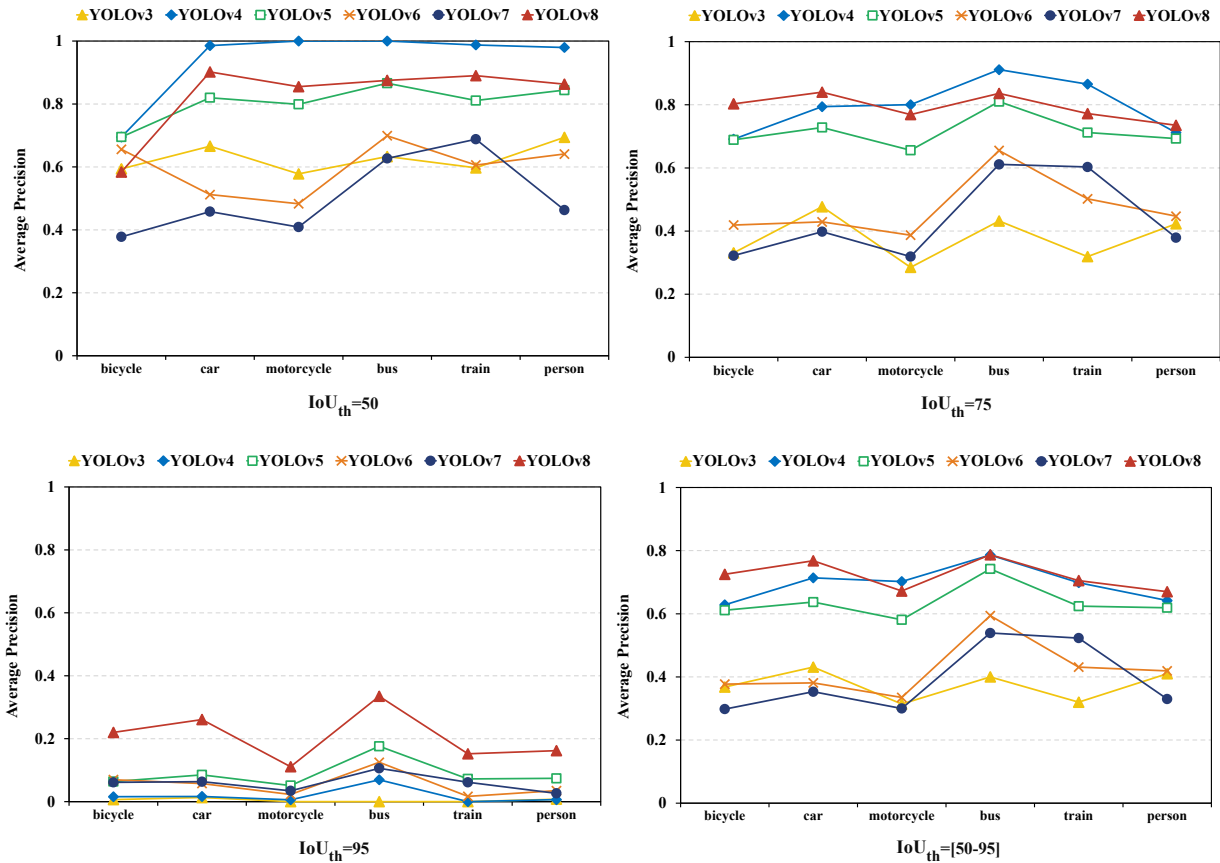 YOLOv3 YOLOv4 YOLOv5 YOLOv6 YOLOv7 YOLOv8
1
0.8
0.6
0.4
0.2
0
Average Precision
bicycle car motorcycle bus train person
IoU_th=50
YOLOv3 YOLOv4 YOLOv5 YOLOv6 YOLOv7 YOLOv8
1
0.8
0.6
0.4
0.2
0
Average Precision
bicycle car motorcycle bus train person
IoU_th=75
YOLOv3 YOLOv4 YOLOv5 YOLOv6 YOLOv7 YOLOv8
1
0.8
0.6
0.4
0.2
0
Average Precision
bicycle car motorcycle bus train person
IoU_th=95
YOLOv3 YOLOv4 YOLOv5 YOLOv6 YOLOv7 YOLOv8
1
0.8
0.6
0.4
0.2
0
Average Precision
bicycle car motorcycle bus train person
IoU_th=[50-95]